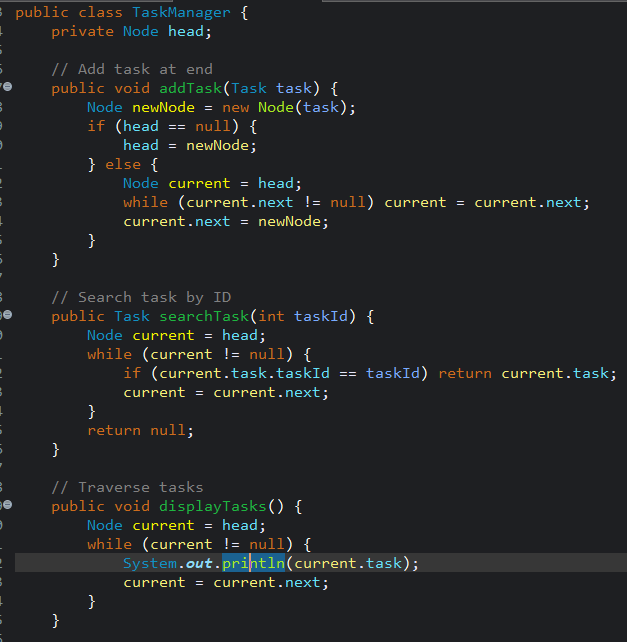 public class TaskManager {
    private Node head;

    // Add task at end
    public void addTask(Task task) {
        Node newNode = new Node(task);
        if (head == null) {
            head = newNode;
        } else {
            Node current = head;
            while (current.next != null) current = current.next;
            current.next = newNode;
        }
    }

    // Search task by ID
    public Task searchTask(int taskId) {
        Node current = head;
        while (current != null) {
            if (current.task.taskId == taskId) return current.task;
            current = current.next;
        }
        return null;
    }

    // Traverse tasks
    public void displayTasks() {
        Node current = head;
        while (current != null) {
            System.out.println(current.task);
            current = current.next;
        }
    }